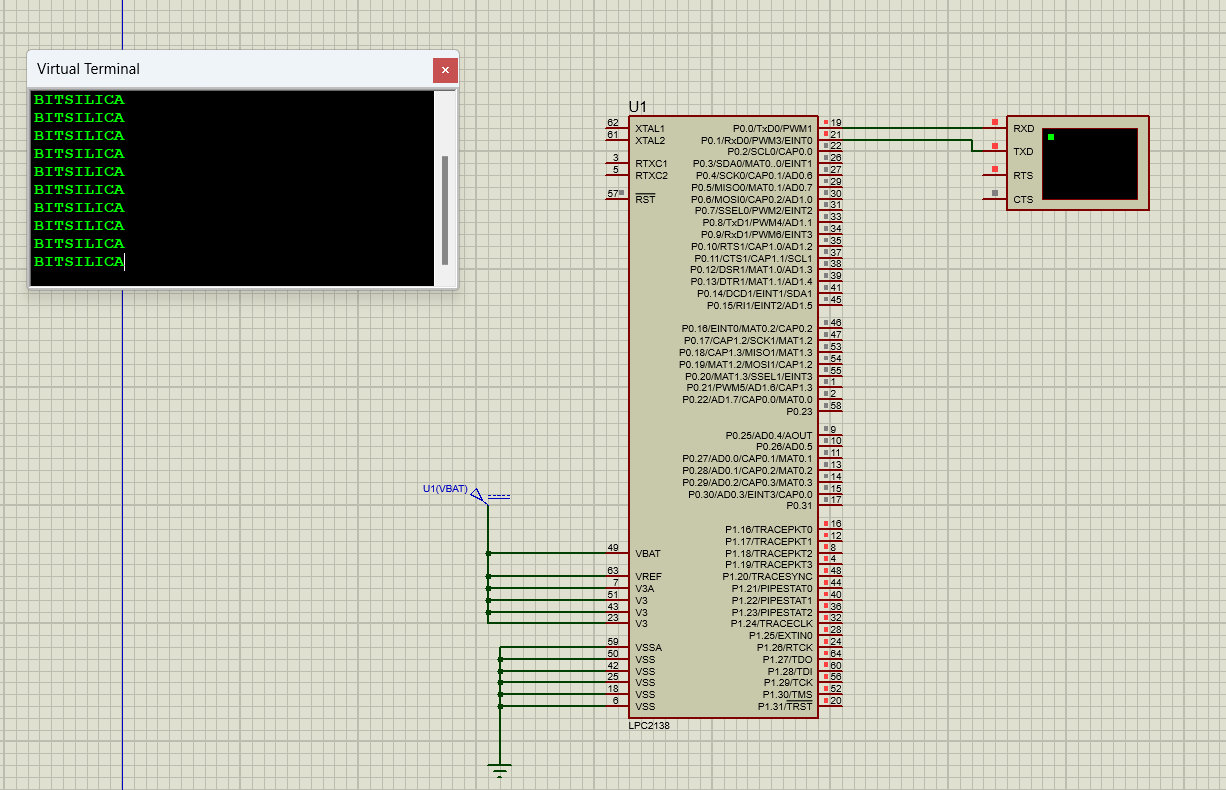 Virtual Terminal
×
BITSILICA
BITSILICA
BITSILICA
BITSILICA
BITSILICA
BITSILICA
BITSILICA
BITSILICA
BITSILICA
BITSILICA
U1
62 XTAL1
61 XTAL2
3 RTXC1
5 RTXC2
57 RST
P0.0/TxD0/PWM1 19
P0.1/RxD0/PWM3/EINT0 21
P0.2/SCL0/CAP0.0 22
P0.3/SDA0/MAT0..0/EINT1 26
P0.4/SCK0/CAP0.1/AD0.6 27
P0.5/MISO0/MAT0.1/AD0.7 29
P0.6/MOSI0/CAP0.2/AD1.0 30
P0.7/SSEL0/PWM2/EINT2 31
P0.8/TxD1/PWM4/AD1.1 33
P0.9/RxD1/PWM6/EINT3 34
P0.10/RTS1/CAP1.0/AD1.2 35
P0.11/CTS1/CAP1.1/SCL1 37
P0.12/DSR1/MAT1.0/AD1.3 38
P0.13/DTR1/MAT1.1/AD1.4 39
P0.14/DCD1/EINT1/SDA1 41
P0.15/RI1/EINT2/AD1.5 45
P0.16/EINT0/MAT0.2/CAP0.2 46
P0.17/CAP1.2/SCK1/MAT1.2 47
P0.18/CAP1.3/MISO1/MAT1.3 53
P0.19/MAT1.2/MOSI1/CAP1.2 54
P0.20/MAT1.3/SSEL1/EINT3 55
P0.21/PWM5/AD1.6/CAP1.3 1
P0.22/AD1.7/CAP0.0/MAT0.0 2
P0.23 58
P0.25/AD0.4/AOUT 9
P0.26/AD0.5 10
P0.27/AD0.0/CAP0.1/MAT0.1 11
P0.28/AD0.1/CAP0.2/MAT0.2 13
P0.29/AD0.2/CAP0.3/MAT0.3 14
P0.30/AD0.3/EINT3/CAP0.0 15
P0.31 17
P1.16/TRACEPKT0 16
P1.17/TRACEPKT1 12
P1.18/TRACEPKT2 8
P1.19/TRACEPKT3 4
P1.20/TRACESYNC 48
P1.21/PIPESTAT0 44
P1.22/PIPESTAT1 40
P1.23/PIPESTAT2 36
P1.24/TRACECLK 32
P1.25/EXTIN0 28
P1.26/RTCK 24
P1.27/TDO 64
P1.28/TDI 60
P1.29/TCK 56
P1.30/TMS 52
P1.31/TRST 20
U1(VBAT)
49 VBAT
63 VREF
7 V3A
51 V3
43 V3
23 V3
59 VSSA
50 VSS
42 VSS
25 VSS
18 VSS
6 VSS
LPC2138
RXD
TXD
RTS
CTS